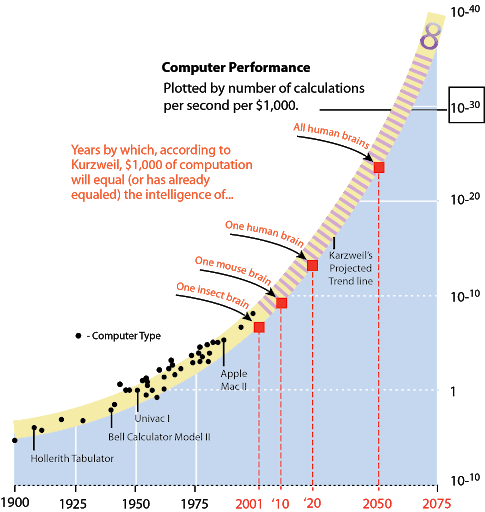 Computer Performance
Plotted by number of calculations
per second per $1,000.
Years by which, according to
Kurzweil, $1,000 of computation
will equal (or has already
equaled) the intelligence of...
All human brains
One human brain
One mouse brain
One insect brain
Karzweil's
Projected
Trend line
- Computer Type
Apple
Mac II
Univac I
Bell Calculator Model II
Hollerith Tabulator
10-40
10-30
10-20
10-10
1
10-10
1900 1925 1950 1975 2001 '10 '20 2050 2075